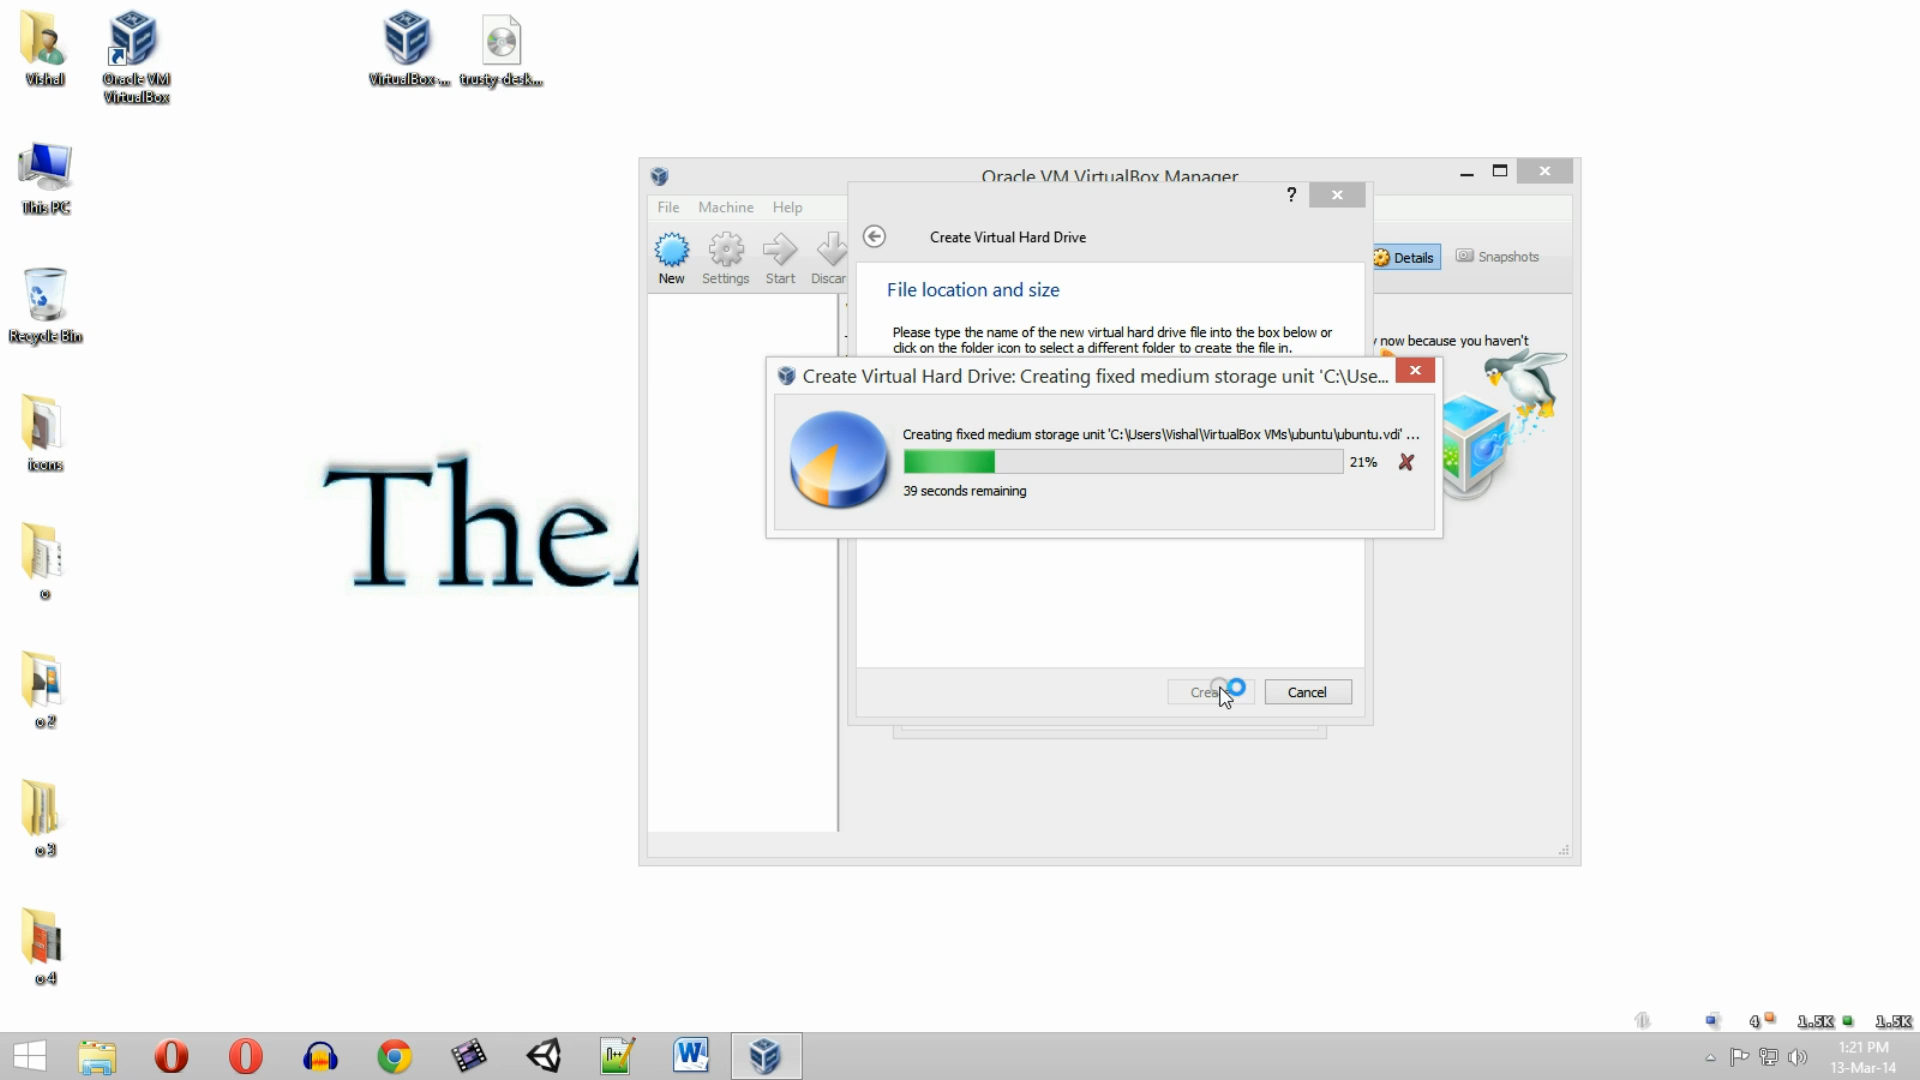 Vishal
Oracle VM
VirtualBox
VirtualBox-...
trusty-desk...
This PC
Recycle Bin
icons
o
o 2
o 3
o 4
The
Oracle VM VirtualBox Manager
File
Machine
Help
New
Settings
Start
Discar
Details
Snapshots
?
Create Virtual Hard Drive
File location and size
Please type the name of the new virtual hard drive file into the box below or
click on the folder icon to select a different folder to create the file in.
now because you haven't
Create Virtual Hard Drive: Creating fixed medium storage unit 'C:\Use...
Creating fixed medium storage unit 'C:\Users\Vishal\VirtualBox VMs\ubuntu\ubuntu.vdi' ...
21%
39 seconds remaining
Crea
Cancel
4
1.5K
1.5K
1:21 PM
13-Mar-14